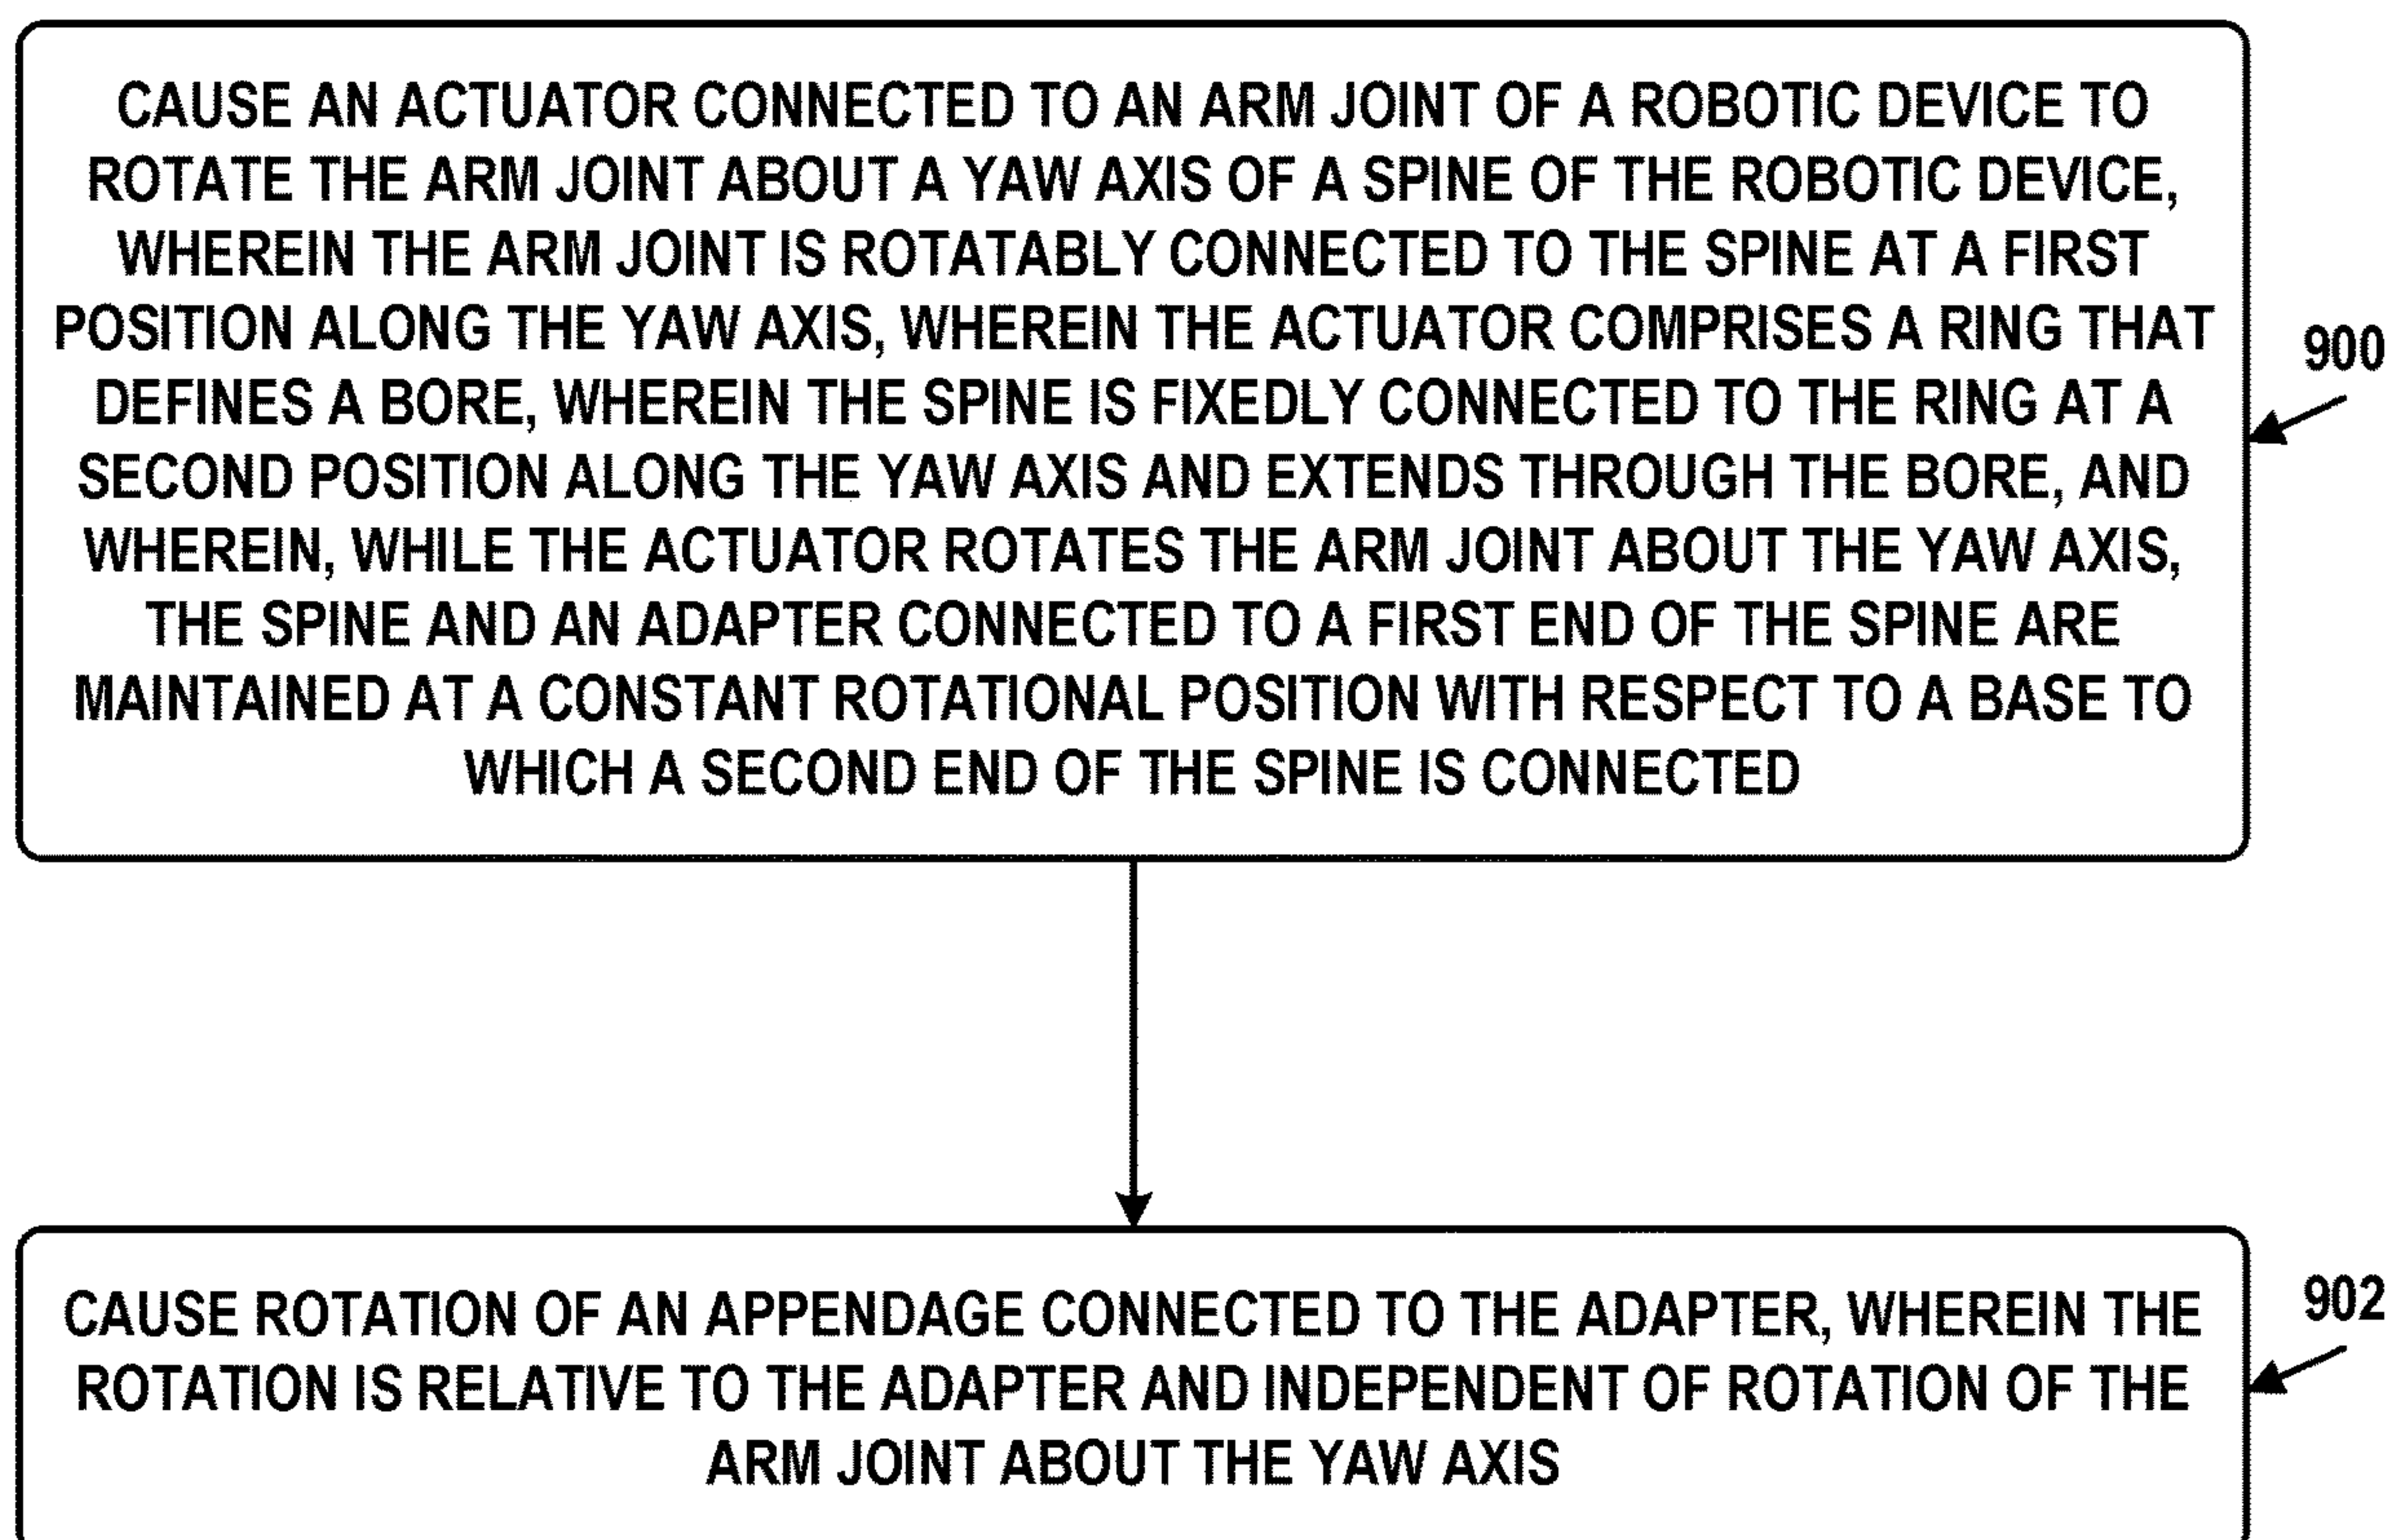 CAUSE AN ACTUATOR CONNECTED TO AN ARM JOINT OF A ROBOTIC DEVICE TO
ROTATE THE ARM JOINT ABOUT A YAW AXIS OF A SPINE OF THE ROBOTIC DEVICE,
WHEREIN THE ARM JOINT IS ROTATABLY CONNECTED TO THE SPINE AT A FIRST
POSITION ALONG THE YAW AXIS, WHEREIN THE ACTUATOR COMPRISES A RING THAT
DEFINES A BORE, WHEREIN THE SPINE IS FIXEDLY CONNECTED TO THE RING AT A
SECOND POSITION ALONG THE YAW AXIS AND EXTENDS THROUGH THE BORE, AND
WHEREIN, WHILE THE ACTUATOR ROTATES THE ARM JOINT ABOUT THE YAW AXIS,
THE SPINE AND AN ADAPTER CONNECTED TO A FIRST END OF THE SPINE ARE
MAINTAINED AT A CONSTANT ROTATIONAL POSITION WITH RESPECT TO A BASE TO
WHICH A SECOND END OF THE SPINE IS CONNECTED
900
CAUSE ROTATION OF AN APPENDAGE CONNECTED TO THE ADAPTER, WHEREIN THE
ROTATION IS RELATIVE TO THE ADAPTER AND INDEPENDENT OF ROTATION OF THE
ARM JOINT ABOUT THE YAW AXIS
902